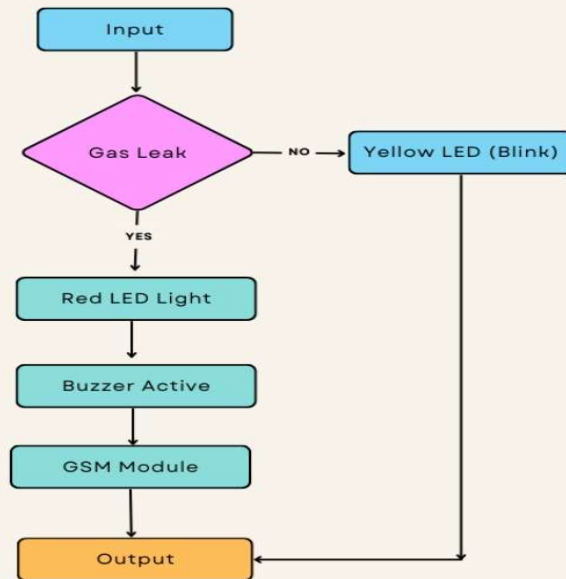 Input
Gas Leak
NO
Yellow LED (Blink)
YES
Red LED Light
Buzzer Active
GSM Module
Output